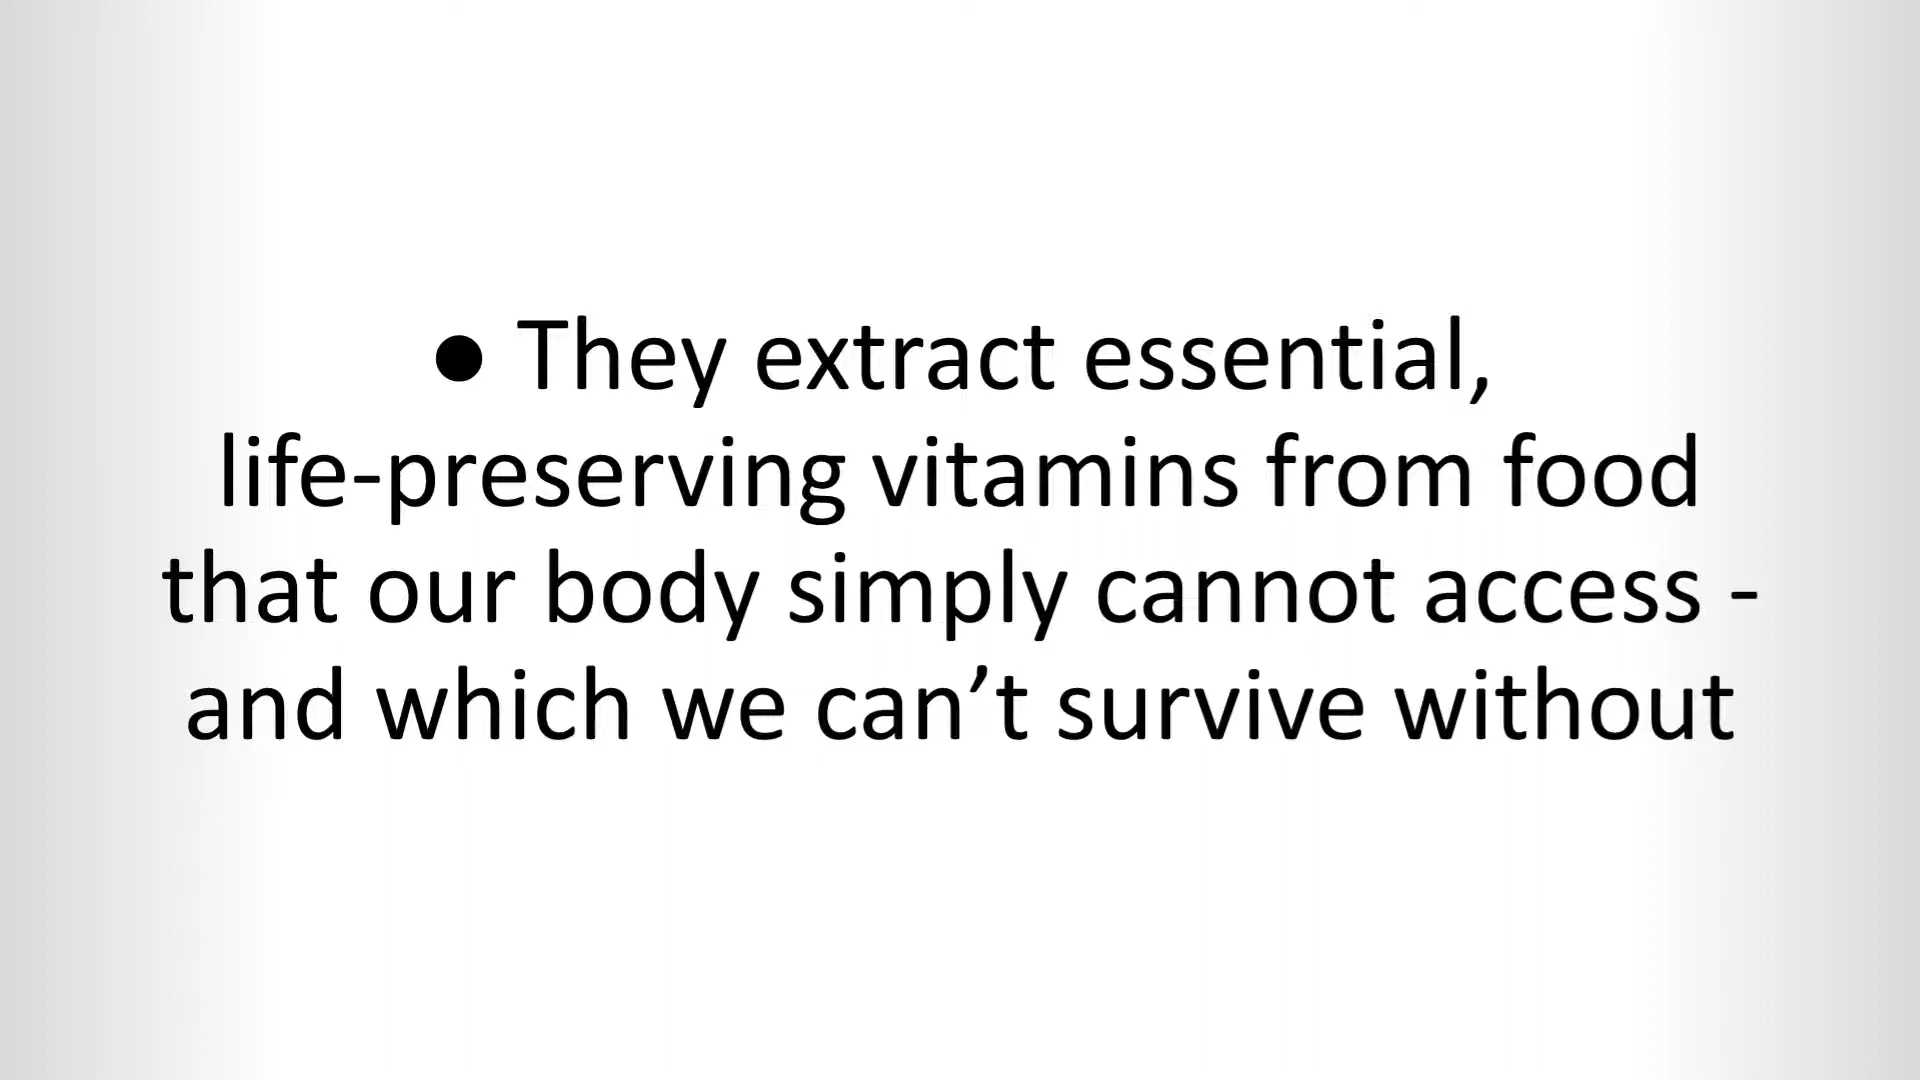 ● They extract essential,
life-preserving vitamins from food
that our body simply cannot access -
and which we can’t survive without